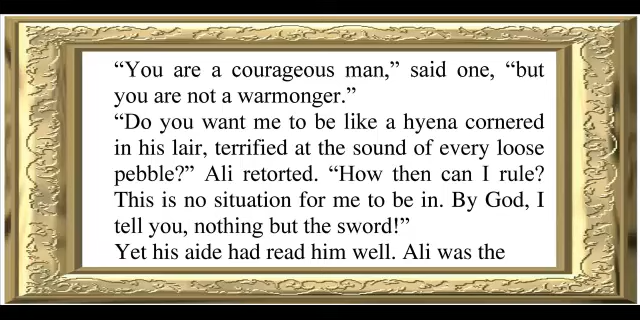 “You are a courageous man,” said one, “but
you are not a warmonger.”
“Do you want me to be like a hyena cornered
in his lair, terrified at the sound of every loose
pebble?” Ali retorted. “How then can I rule?
This is no situation for me to be in. By God, I
tell you, nothing but the sword!”
Yet his aide had read him well. Ali was the